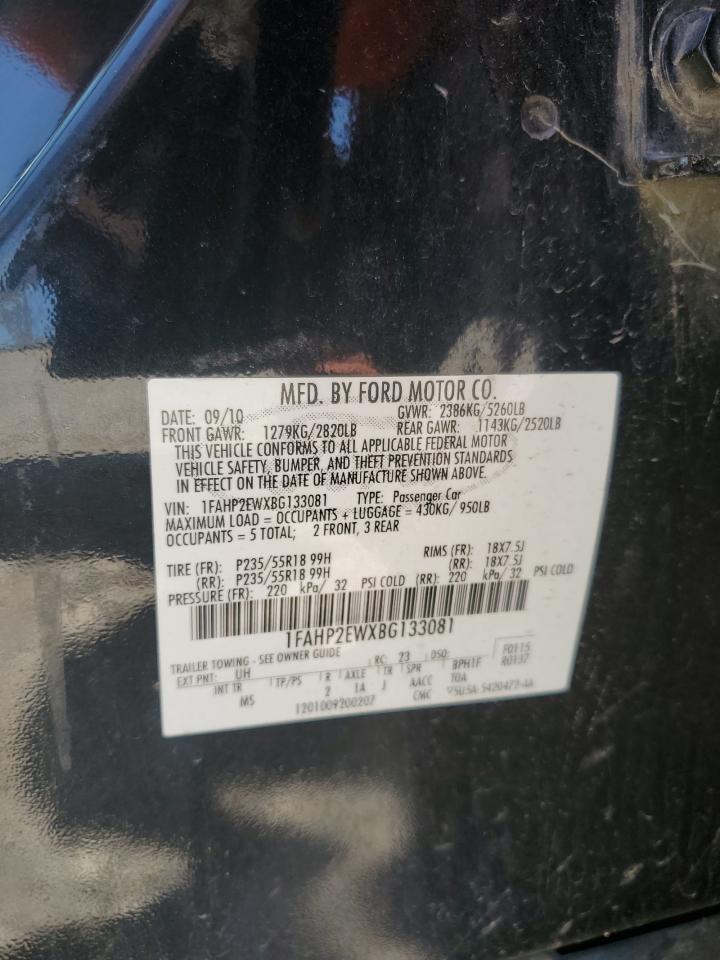 MFD. BY FORD MOTOR CO.
DATE: 09/10 GVWR: 2386KG/5260LB
FRONT GAWR: 1279KG/2820LB REAR GAWR: 1143KG/2520LB
THIS VEHICLE CONFORMS TO ALL APPLICABLE FEDERAL MOTOR
VEHICLE SAFETY, BUMPER, AND THEFT PREVENTION STANDARDS
IN EFFECT ON THE DATE OF MANUFACTURE SHOWN ABOVE.
VIN: 1FAHP2EWXBG133081 TYPE: Passenger Car
MAXIMUM LOAD = OCCUPANTS + LUGGAGE = 430KG/ 950LB
OCCUPANTS = 5 TOTAL; 2 FRONT, 3 REAR
TIRE (FR): P235/55R18 99H RIMS (FR): 18X7.5J
(RR): P235/55R18 99H (RR): 18X7.5J
PRESSURE (FR): 220 kPa/ 32 PSI COLD (RR): 220 kPa/ 32 PSI COLD
1FAHP2EWXBG133081
TRAILER TOWING - SEE OWNER GUIDE
EXT PNT: UH RC: 23 DSO: F0115
R0137
INT TR TP/PS R AXLE TR SPR BPH1F
MS 2 1A J AACC T0A
1201009200207 CMC